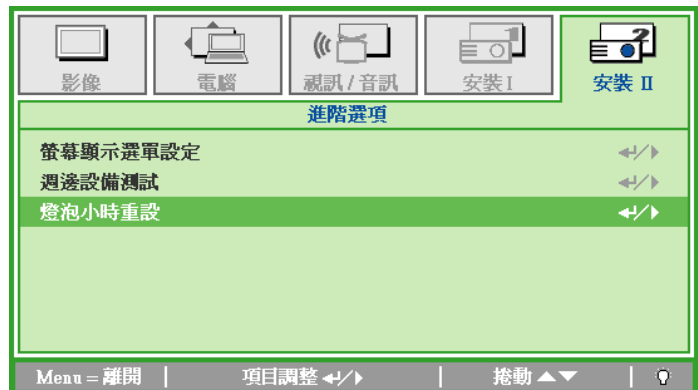 影像 電腦 視訊 / 音訊 安裝 I 安裝 II
進階選項
螢幕顯示選單設定
週邊設備測試
燈泡小時重設
Menu = 離開 項目調整 捲動